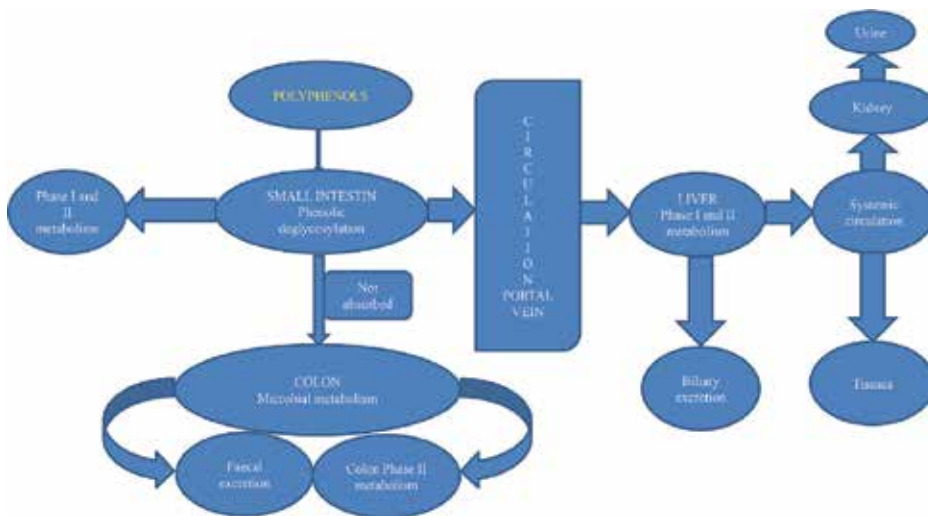 POLYPHENOLS
SMALL INTESTIN
Phenolic
deglycosylation
Phase I and
II
metabolism
Not
absorbed
COLON
Microbial metabolism
Faecal
excretion
Colon Phase II
metabolism
CIRCULATION
PORTAL
VEIN
LIVER
Phase I and II
metabolism
Biliary
excretion
Systemic
circulation
Kidney
Urine
Tissues